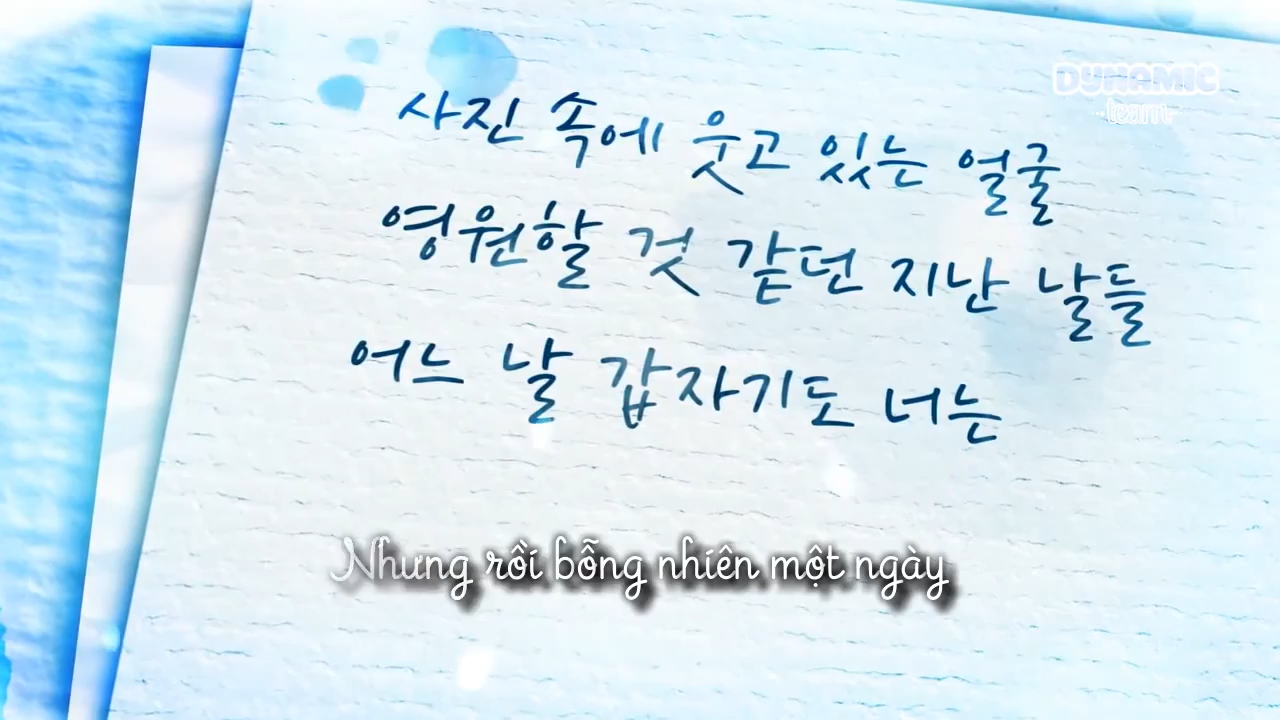 DYNAMIC
team
사진 속에 웃고 있는 얼굴
영원할 것 같던 지난 날들
어느 날 갑자기도 너는
Nhưng rồi bỗng nhiên một ngày